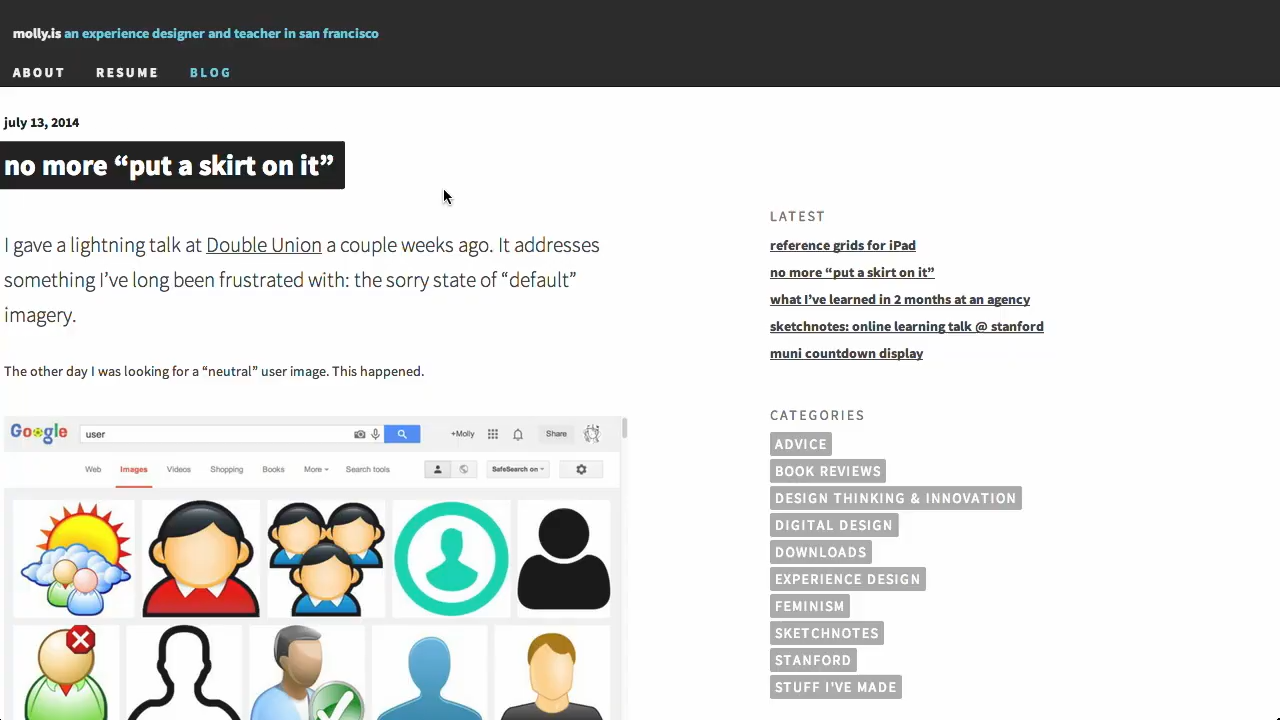 molly.is an experience designer and teacher in san francisco
ABOUT RESUME BLOG
july 13, 2014
no more “put a skirt on it”
I gave a lightning talk at Double Union a couple weeks ago. It addresses
something I’ve long been frustrated with: the sorry state of “default”
imagery.
The other day I was looking for a “neutral” user image. This happened.
Google user +Molly Share
Web Images Videos Shopping Books More Search tools SafeSearch on
LATEST
reference grids for iPad
no more “put a skirt on it”
what I’ve learned in 2 months at an agency
sketchnotes: online learning talk @ stanford
muni countdown display
CATEGORIES
ADVICE
BOOK REVIEWS
DESIGN THINKING & INNOVATION
DIGITAL DESIGN
DOWNLOADS
EXPERIENCE DESIGN
FEMINISM
SKETCHNOTES
STANFORD
STUFF I’VE MADE